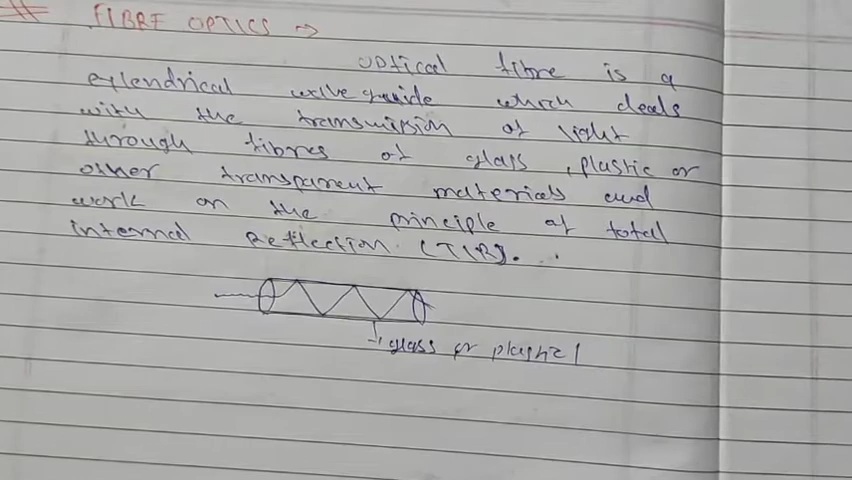 # FIBRE OPTICS →
Optical fibre is a
cylendrical wave guide which deals
with the transmission of light
through fibres of glass, plastic or
other transparent materials and
work on the principle of total
internal Reflection (TIR). ..
glass or plastic